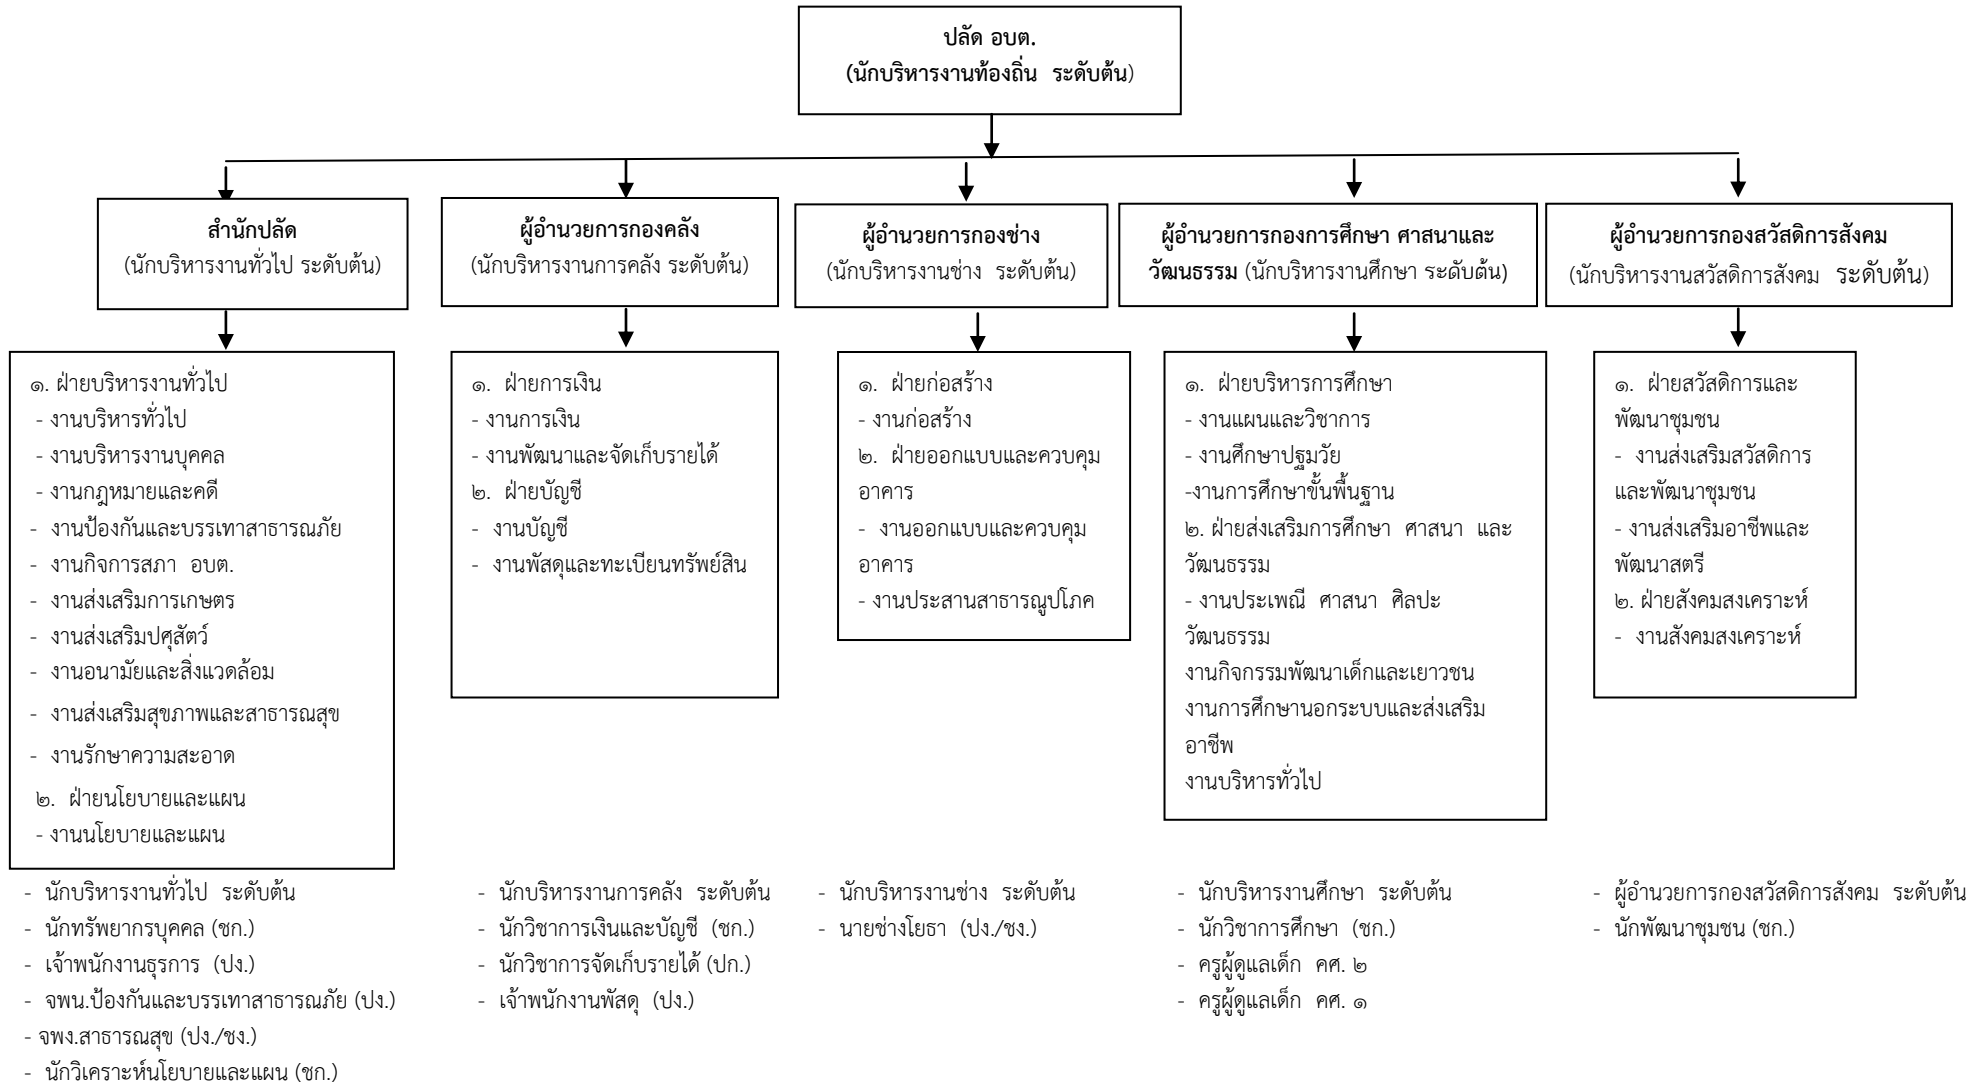 ปลัด อบต.
(นักบริหารงานท้องถิ่น ระดับต้น)
สำนักปลัด
(นักบริหารงานทั่วไป ระดับต้น)
ผู้อำนวยการกองคลัง
(นักบริหารงานการคลัง ระดับต้น)
ผู้อำนวยการกองช่าง
(นักบริหารงานช่าง ระดับต้น)
ผู้อำนวยการกองการศึกษา ศาสนาและ
วัฒนธรรม (นักบริหารงานศึกษา ระดับต้น)
ผู้อำนวยการกองสวัสดิการสังคม
(นักบริหารงานสวัสดิการสังคม ระดับต้น)
๑. ฝ่ายบริหารงานทั่วไป
- งานบริหารทั่วไป
- งานบริหารงานบุคคล
- งานกฎหมายและคดี
- งานป้องกันและบรรเทาสาธารณภัย
- งานกิจการสภา อบต.
- งานส่งเสริมการเกษตร
- งานส่งเสริมปศุสัตว์
- งานอนามัยและสิ่งแวดล้อม
- งานส่งเสริมสุขภาพและสาธารณสุข
- งานรักษาความสะอาด
๒. ฝ่ายนโยบายและแผน
- งานนโยบายและแผน
๑. ฝ่ายการเงิน
- งานการเงิน
- งานพัฒนาและจัดเก็บรายได้
๒. ฝ่ายบัญชี
- งานบัญชี
- งานพัสดุและทะเบียนทรัพย์สิน
๑. ฝ่ายก่อสร้าง
- งานก่อสร้าง
๒. ฝ่ายออกแบบและควบคุม
อาคาร
- งานออกแบบและควบคุม
อาคาร
- งานประสานสาธารณูปโภค
๑. ฝ่ายบริหารการศึกษา
- งานแผนและวิชาการ
- งานศึกษาปฐมวัย
-งานการศึกษาขั้นพื้นฐาน
๒. ฝ่ายส่งเสริมการศึกษา ศาสนา และ
วัฒนธรรม
- งานประเพณี ศาสนา ศิลปะ
วัฒนธรรม
งานกิจกรรมพัฒนาเด็กและเยาวชน
งานการศึกษานอกระบบและส่งเสริม
อาชีพ
งานบริหารทั่วไป
๑. ฝ่ายสวัสดิการและ
พัฒนาชุมชน
- งานส่งเสริมสวัสดิการ
และพัฒนาชุมชน
- งานส่งเสริมอาชีพและ
พัฒนาสตรี
๒. ฝ่ายสังคมสงเคราะห์
- งานสังคมสงเคราะห์
- นักบริหารงานทั่วไป ระดับต้น
- นักทรัพยากรบุคคล (ชก.)
- เจ้าพนักงานธุรการ (ปง.)
- จพน.ป้องกันและบรรเทาสาธารณภัย (ปง.)
- จพง.สาธารณสุข (ปง./ชง.)
- นักวิเคราะห์นโยบายและแผน (ชก.)
- นักบริหารงานการคลัง ระดับต้น
- นักวิชาการเงินและบัญชี (ชก.)
- นักวิชาการจัดเก็บรายได้ (ปก.)
- เจ้าพนักงานพัสดุ (ปง.)
- นักบริหารงานช่าง ระดับต้น
- นายช่างโยธา (ปง./ชง.)
- นักบริหารงานศึกษา ระดับต้น
- นักวิชาการศึกษา (ชก.)
- ครูผู้ดูแลเด็ก คศ. ๒
- ครูผู้ดูแลเด็ก คศ. ๑
- ผู้อำนวยการกองสวัสดิการสังคม ระดับต้น
- นักพัฒนาชุมชน (ชก.)